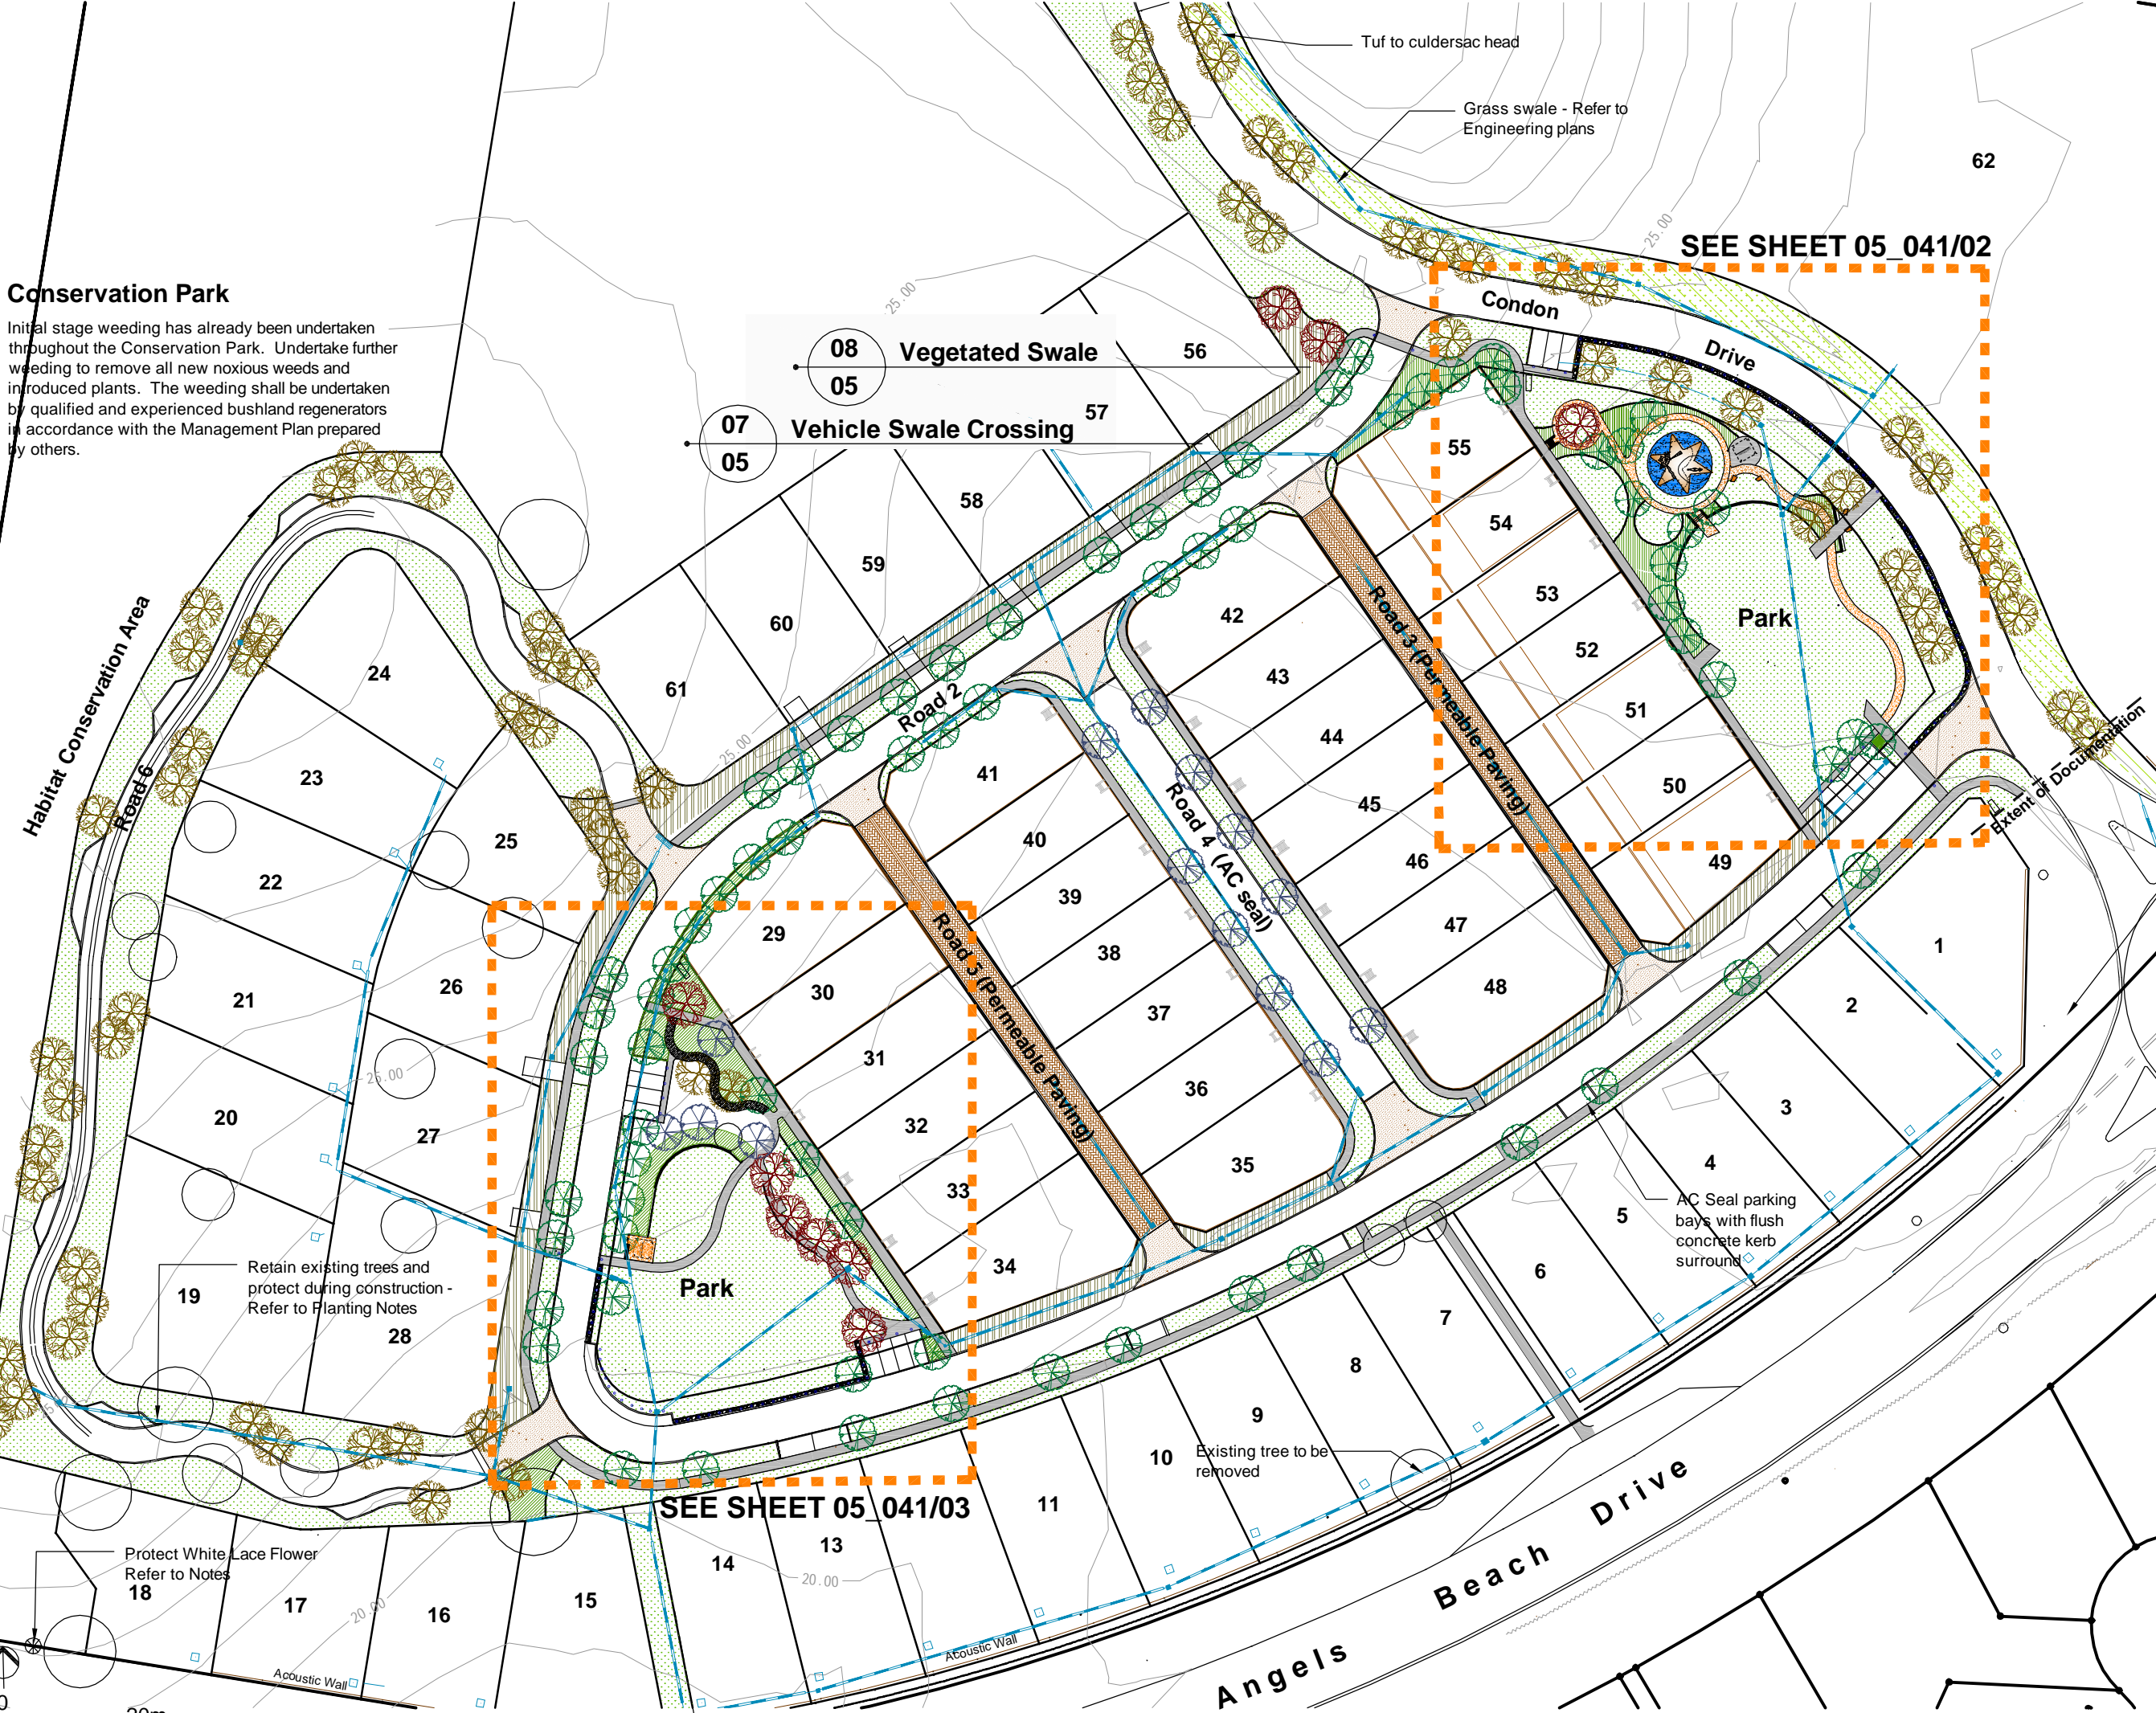 Tuf to culdersac head
Grass swale - Refer to
Engineering plans
62
25.00
SEE SHEET 05_041/02
Conservation Park
Initial stage weeding has already been undertaken
throughout the Conservation Park. Undertake further
weeding to remove all new noxious weeds and
introduced plants. The weeding shall be undertaken
by qualified and experienced bushland regenerators
in accordance with the Management Plan prepared
by others.
25.00
Condon
Drive
08
05
Vegetated Swale
56
07
05
Vehicle Swale Crossing
57
55
58
54
59
53
60
42
Park
52
24
43
61
51
Road 2
44
Road 3 (Permeable Paving)
25.00
Extent of Documentation
Habitat Conservation Area
Road 6
23
41
50
45
Road 4 (AC seal)
25
40
46
49
22
39
29
47
1
38
Road 5 (Permeable Paving)
26
30
48
21
37
2
31
25.00
36
3
20
27
32
35
4
33
AC Seal parking
bays with flush
concrete kerb
surround
5
34
6
Retain existing trees and
protect during construction -
Refer to Planting Notes
19
Park
28
7
8
9
10
Existing tree to be
removed
SEE SHEET 05_041/03
11
Angels Beach Drive
13
14
Protect White Lace Flower
Refer to Notes
18
17
16
15
20.00
20.00
Acoustic Wall
Acoustic Wall